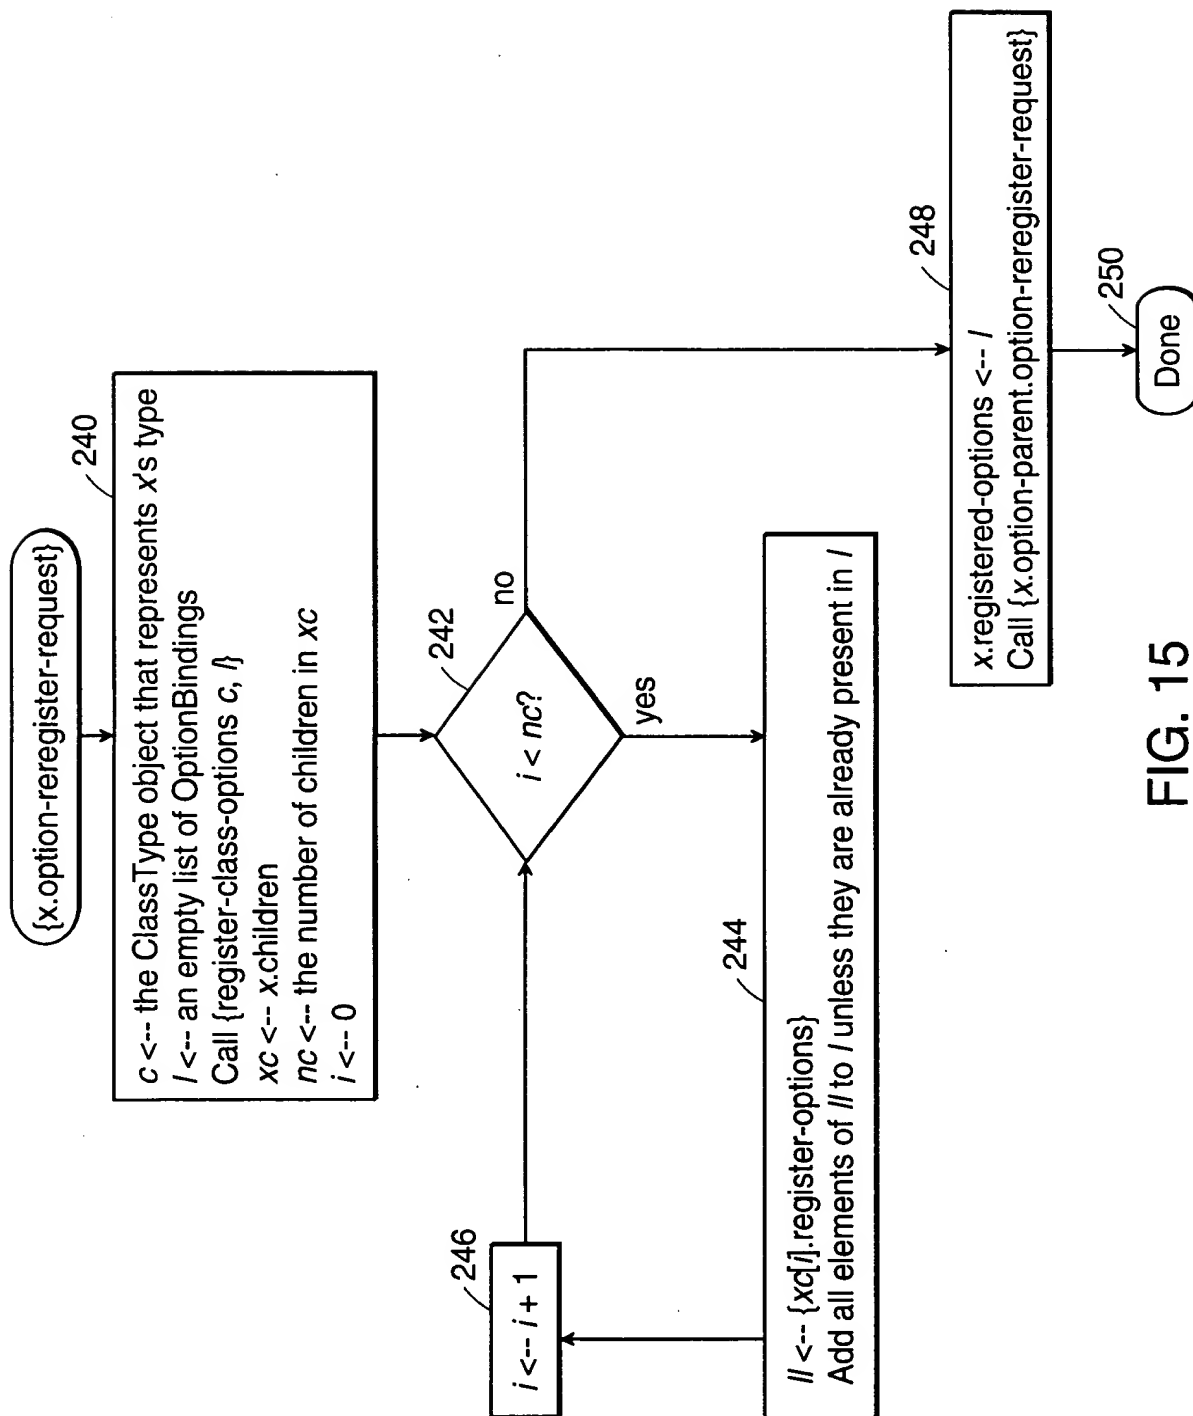 {x.option-reregister-request}
240
c <-- the ClassType object that represents x's type
l <-- an empty list of OptionBindings
Call {register-class-options c, l}
xc <-- x.children
nc <-- the number of children in xc
i <-- 0
242
i < nc?
no
yes
246
i <-- i + 1
244
ll <-- {xc[i].register-options}
Add all elements of ll to l unless they are already present in l
248
x.registered-options <-- l
Call {x.option-parent.option-reregister-request}
250
Done
FIG. 15